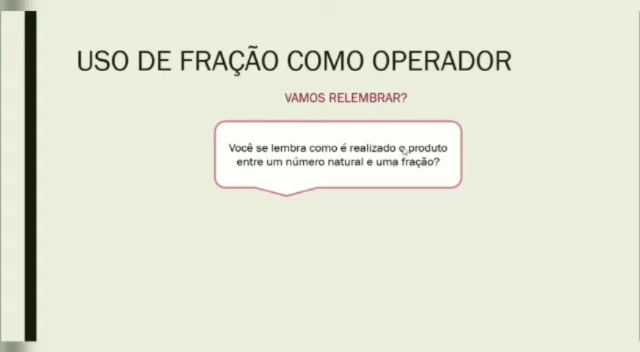 USO DE FRAÇÃO COMO OPERADOR
VAMOS RELEMBRAR?
Você se lembra como é realizado o produto
entre um número natural e uma fração?